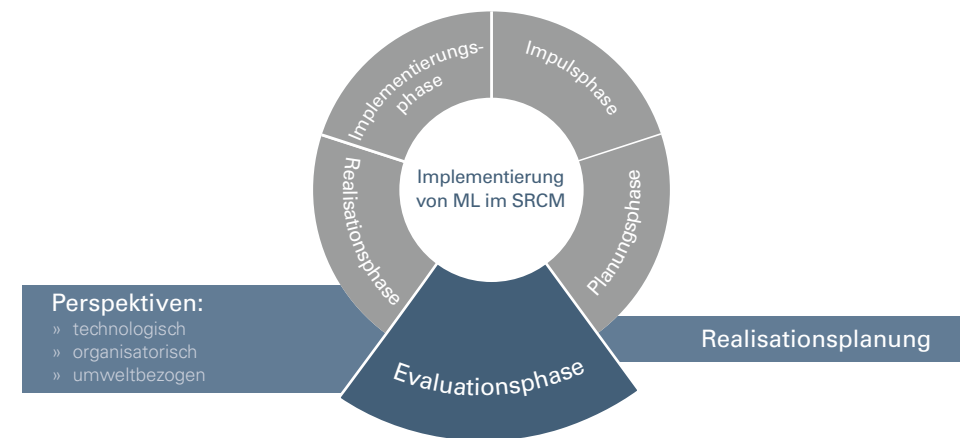 Implementierungs-
phase
Impulsphase
Implementierung
von ML im SRCM
Realisationsphase
Planungsphase
Perspektiven:
» technologisch
» organisatorisch
» umweltbezogen
Realisationsplanung
Evaluationsphase